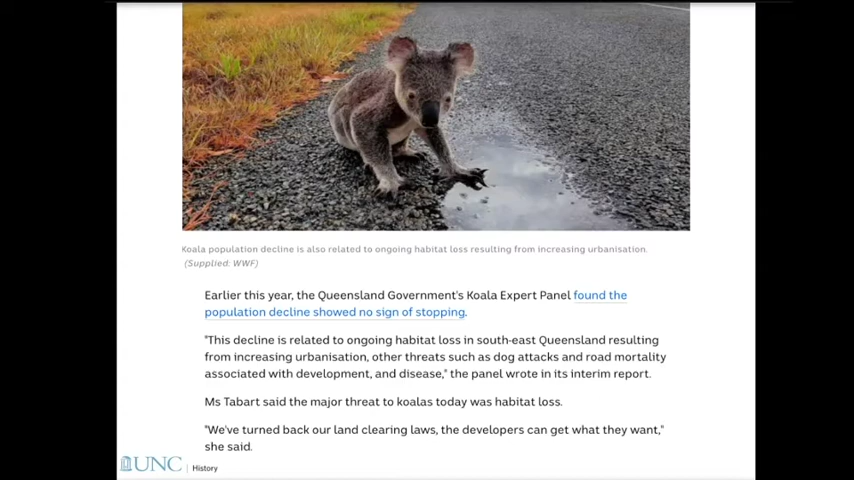 Koala population decline is also related to ongoing habitat loss resulting from increasing urbanisation.
(Supplied: WWF)
Earlier this year, the Queensland Government's Koala Expert Panel found the
population decline showed no sign of stopping.
"This decline is related to ongoing habitat loss in south-east Queensland resulting
from increasing urbanisation, other threats such as dog attacks and road mortality
associated with development, and disease," the panel wrote in its interim report.
Ms Tabart said the major threat to koalas today was habitat loss.
"We've turned back our land clearing laws, the developers can get what they want,"
she said.
UNC | History